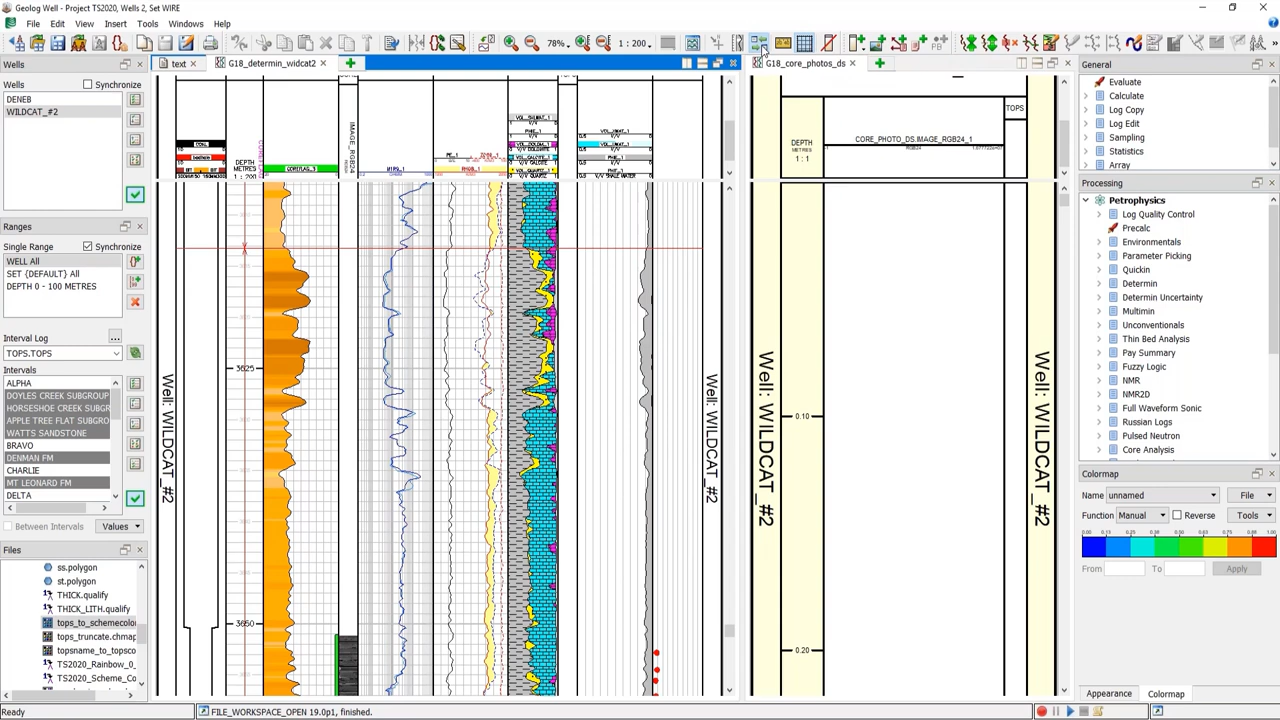 Geolog Well - Project TS2020, Wells 2, Set WIRE
File
Edit
View
Insert
Tools
Windows
Help
78%
1 : 200
Wells
Synchronize
DENEB
WILDCAT_#2
Ranges
Single Range
Synchronize
WELL All
SET {DEFAULT} All
DEPTH 0 - 100 METRES
Interval Log
...
TOPS.TOPS
Intervals
ALPHA
DOYLES CREEK SUBGROUP
HORSESHOE CREEK SUBGR
APPLE TREE FLAT SUBGRO
WATTS SANDSTONE
BRAVO
DENMAN FM
CHARLIE
MT LEONARD FM
DELTA
Between Intervals
Values
Files
ss.polygon
st.polygon
THICK.qualify
THICK_LITH.qualify
tops_to_schemecolo
tops_truncate.chmap
topsname_to_topsco
TS2020_Rainbow_0_
TS2020_Scheme_Co
text
G18_determin_widcat2
DEPTH
METRES
1 : 200
COREFLAG_1
IMAGE_RGB24
3625
3650
Well: WILDCAT_#2
Well: WILDCAT_#2
G18_core_photos_ds
DEPTH
METRES
1 : 1
CORE_PHOTO_DS.IMAGE_RGB24_1
RGB24
TOPS
0.10
0.20
Well: WILDCAT_#2
Well: WILDCAT_#2
General
Evaluate
Calculate
Log Copy
Log Edit
Sampling
Statistics
Array
Processing
Petrophysics
Log Quality Control
Precalc
Environmentals
Parameter Picking
Quickin
Determin
Determin Uncertainty
Multimin
Unconventionals
Thin Bed Analysis
Pay Summary
Fuzzy Logic
NMR
NMR2D
Full Waveform Sonic
Russian Logs
Pulsed Neutron
Core Analysis
Colormap
Name
unnamed
File
Function
Manual
Reverse
Tools
From
To
Apply
Appearance
Colormap
Ready
FILE_WORKSPACE_OPEN 19.0p1, finished.